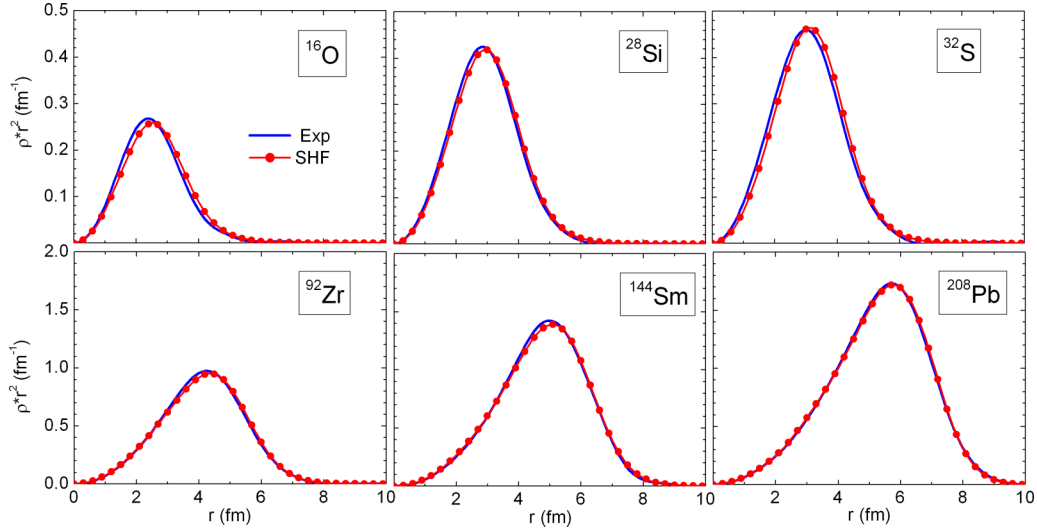 0.5
0.4
0.3
0.2
0.1
ρ*r² (fm⁻¹)
¹⁶O
Exp
SHF
²⁸Si
³²S
2.0
1.5
1.0
0.5
0.0
ρ*r² (fm⁻¹)
⁹²Zr
¹⁴⁴Sm
²⁰⁸Pb
0 2 4 6 8 10
2 4 6 8 10
2 4 6 8 10
r (fm)
r (fm)
r (fm)